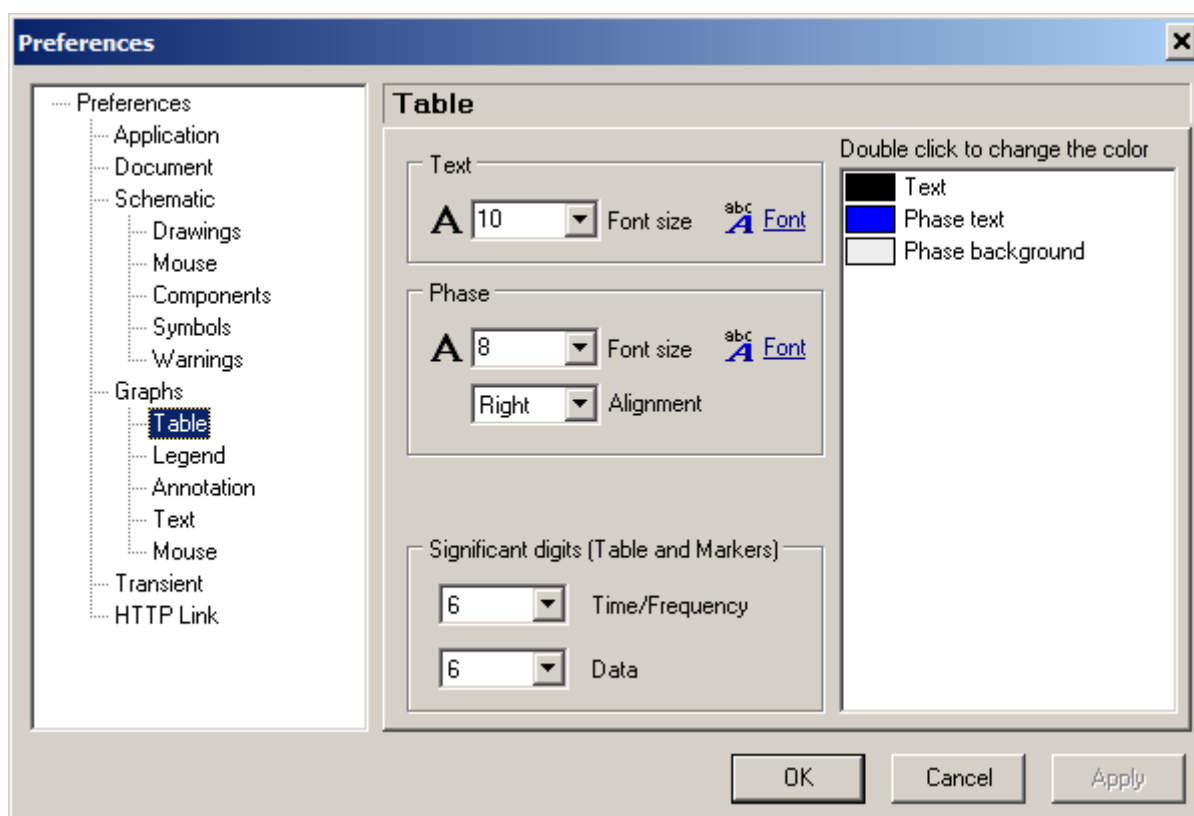 Preferences
Preferences
Application
Document
Schematic
Drawings
Mouse
Components
Symbols
Warnings
Graphs
Table
Legend
Annotation
Text
Mouse
Transient
HTTP Link
Table
Text
A 10 Font size abc A Font
Phase
A 8 Font size abc A Font
Right Alignment
Significant digits (Table and Markers)
6 Time/Frequency
6 Data
Double click to change the color
Text
Phase text
Phase background
OK Cancel Apply